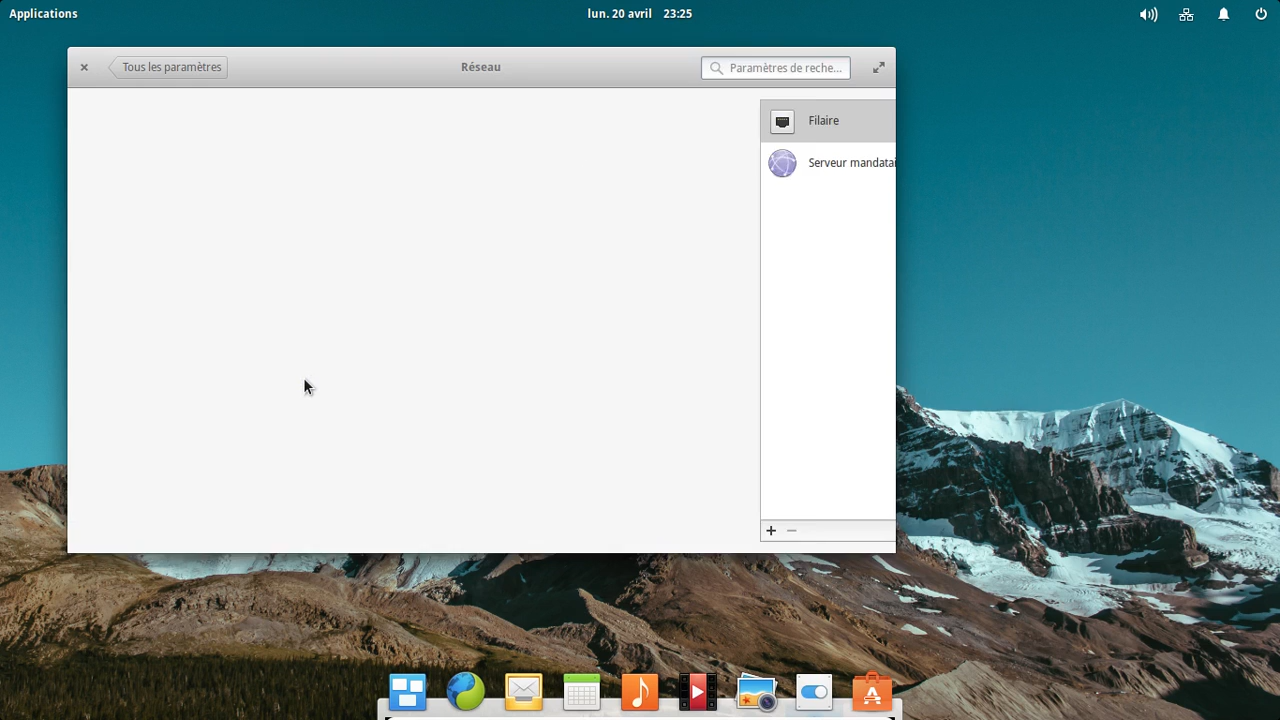 Applications
lun. 20 avril 23:25
Tous les paramètres
Réseau
Paramètres de reche...
Filaire
Serveur mandatai